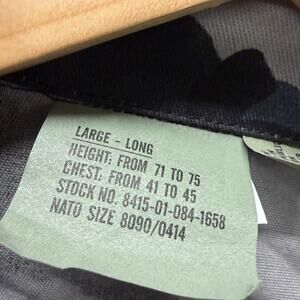 LARGE - LONG
HEIGHT: FROM 71 TO 75
CHEST: FROM 41 TO 45
STOCK NO. 8415-01-084-1658
NATO SIZE 8090/0414